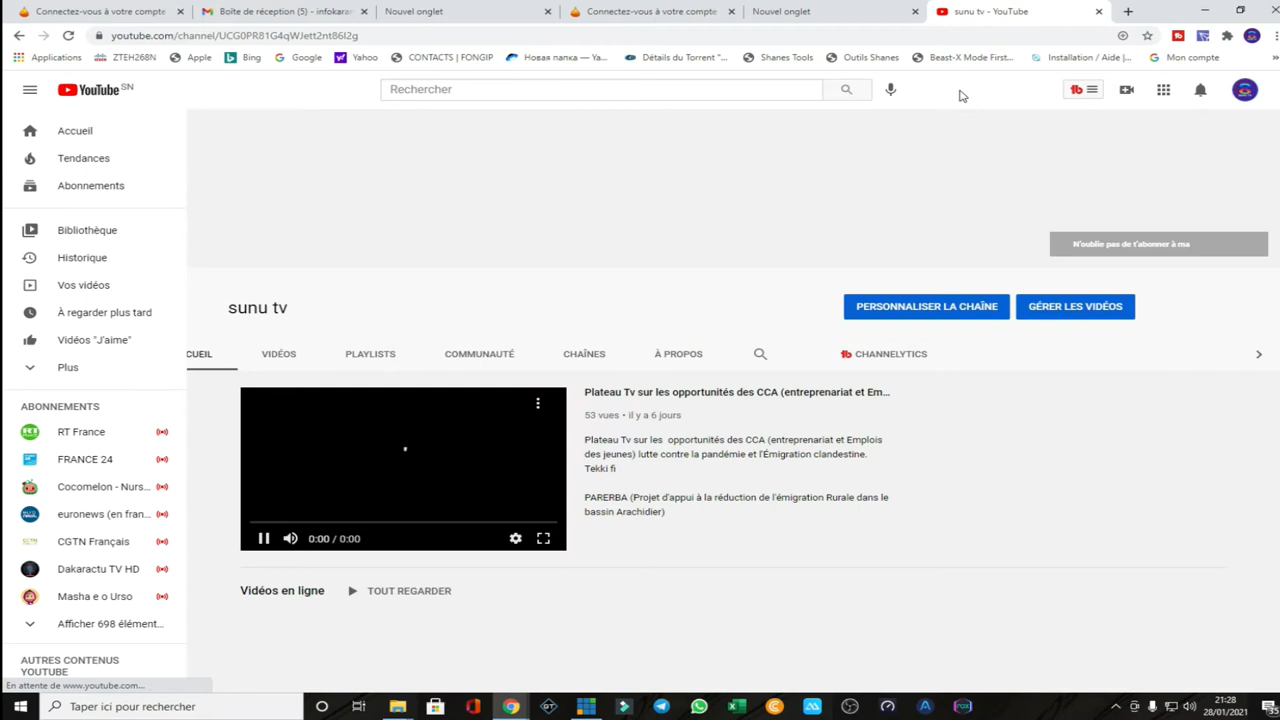 Connectez-vous à votre compte
Boîte de réception (5) - infokaran
Nouvel onglet
Connectez-vous à votre compte
Nouvel onglet
sunu tv - YouTube
youtube.com/channel/UCG0PR81G4qWJett2nt86l2g
Applications
ZTEH268N
Apple
Bing
Google
Yahoo
CONTACTS | FONGIP
Новая папка — Ya...
Détails du Torrent "...
Shanes Tools
Outils Shanes
Beast-X Mode First...
Installation / Aide |...
Mon compte
YouTube SN
Rechercher
Accueil
Tendances
Abonnements
Bibliothèque
Historique
Vos vidéos
À regarder plus tard
Vidéos "J'aime"
Plus
ABONNEMENTS
RT France
FRANCE 24
Cocomelon - Nurs...
euronews (en fran...
CGTN Français
Dakaractu TV HD
Masha e o Urso
Afficher 698 élément...
AUTRES CONTENUS
YOUTUBE
En attente de www.youtube.com...
N'oublie pas de t'abonner à ma
sunu tv
PERSONNALISER LA CHAÎNE
GÉRER LES VIDÉOS
CUEIL
VIDÉOS
PLAYLISTS
COMMUNAUTÉ
CHAÎNES
À PROPOS
CHANNELYTICS
0:00 / 0:00
Plateau Tv sur les opportunités des CCA (entreprenariat et Em...
53 vues • il y a 6 jours
Plateau Tv sur les opportunités des CCA (entreprenariat et Emplois
des jeunes) lutte contre la pandémie et l'Émigration clandestine.
Tekki fi
PARERBA (Projet d'appui à la réduction de l'émigration Rurale dans le
bassin Arachidier)
Vidéos en ligne
TOUT REGARDER
Taper ici pour rechercher
21:28
28/01/2021